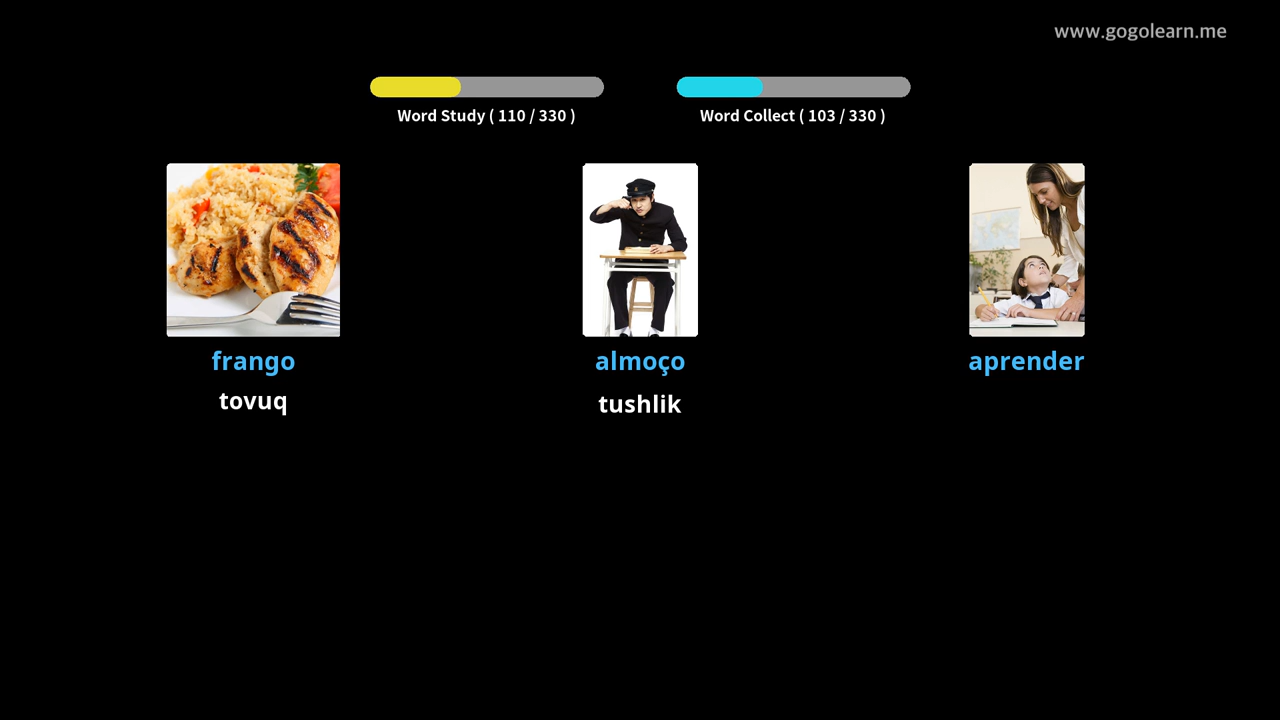 www.gogolearn.me
Word Study ( 110 / 330 )
Word Collect ( 103 / 330 )
frango
almoço
aprender
tovuq
tushlik